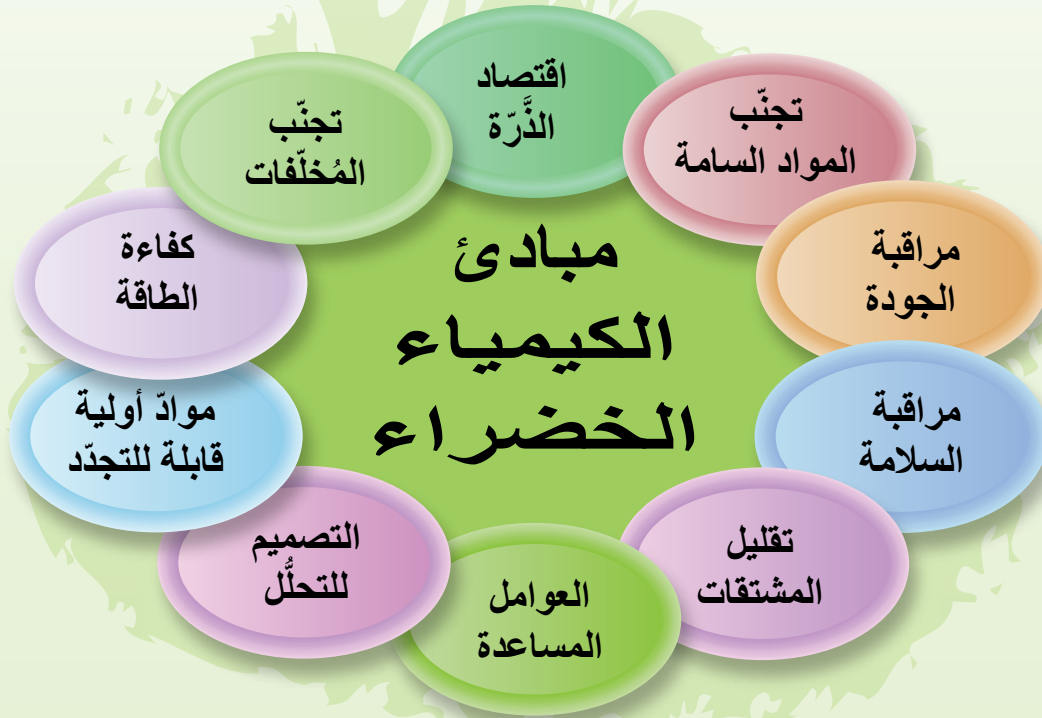 مبادئ
الكيمياء
الخضراء
اقتصاد
الذَّرّة
تجنّب
المواد السامة
مراقبة
الجودة
مراقبة
السلامة
تقليل
المشتقات
العوامل
المساعدة
التصميم
للتحلُّل
موادّ أولية
قابلة للتجدّد
كفاءة
الطاقة
تجنّب
المُخلّفات